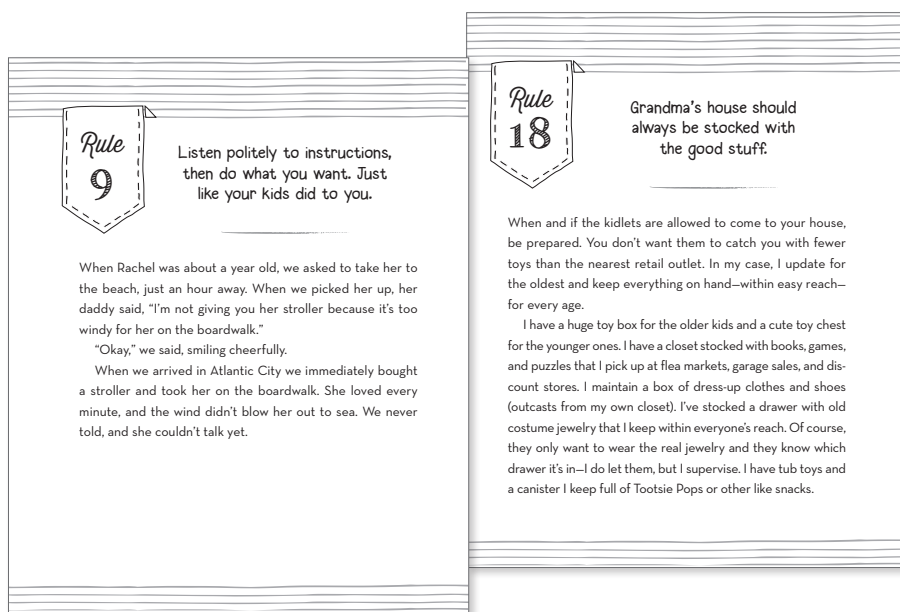 Rule
9
Listen politely to instructions,
then do what you want. Just
like your kids did to you.
When Rachel was about a year old, we asked to take her to
the beach, just an hour away. When we picked her up, her
daddy said, “I’m not giving you her stroller because it’s too
windy for her on the boardwalk.”
“Okay,” we said, smiling cheerfully.
When we arrived in Atlantic City we immediately bought
a stroller and took her on the boardwalk. She loved every
minute, and the wind didn’t blow her out to sea. We never
told, and she couldn’t talk yet.
Rule
18
Grandma’s house should
always be stocked with
the good stuff.
When and if the kidlets are allowed to come to your house,
be prepared. You don’t want them to catch you with fewer
toys than the nearest retail outlet. In my case, I update for
the oldest and keep everything on hand—within easy reach—
for every age.
I have a huge toy box for the older kids and a cute toy chest
for the younger ones. I have a closet stocked with books, games,
and puzzles that I pick up at flea markets, garage sales, and dis-
count stores. I maintain a box of dress-up clothes and shoes
(outcasts from my own closet). I’ve stocked a drawer with old
costume jewelry that I keep within everyone’s reach. Of course,
they only want to wear the real jewelry and they know which
drawer it’s in—I do let them, but I supervise. I have tub toys and
a canister I keep full of Tootsie Pops or other like snacks.